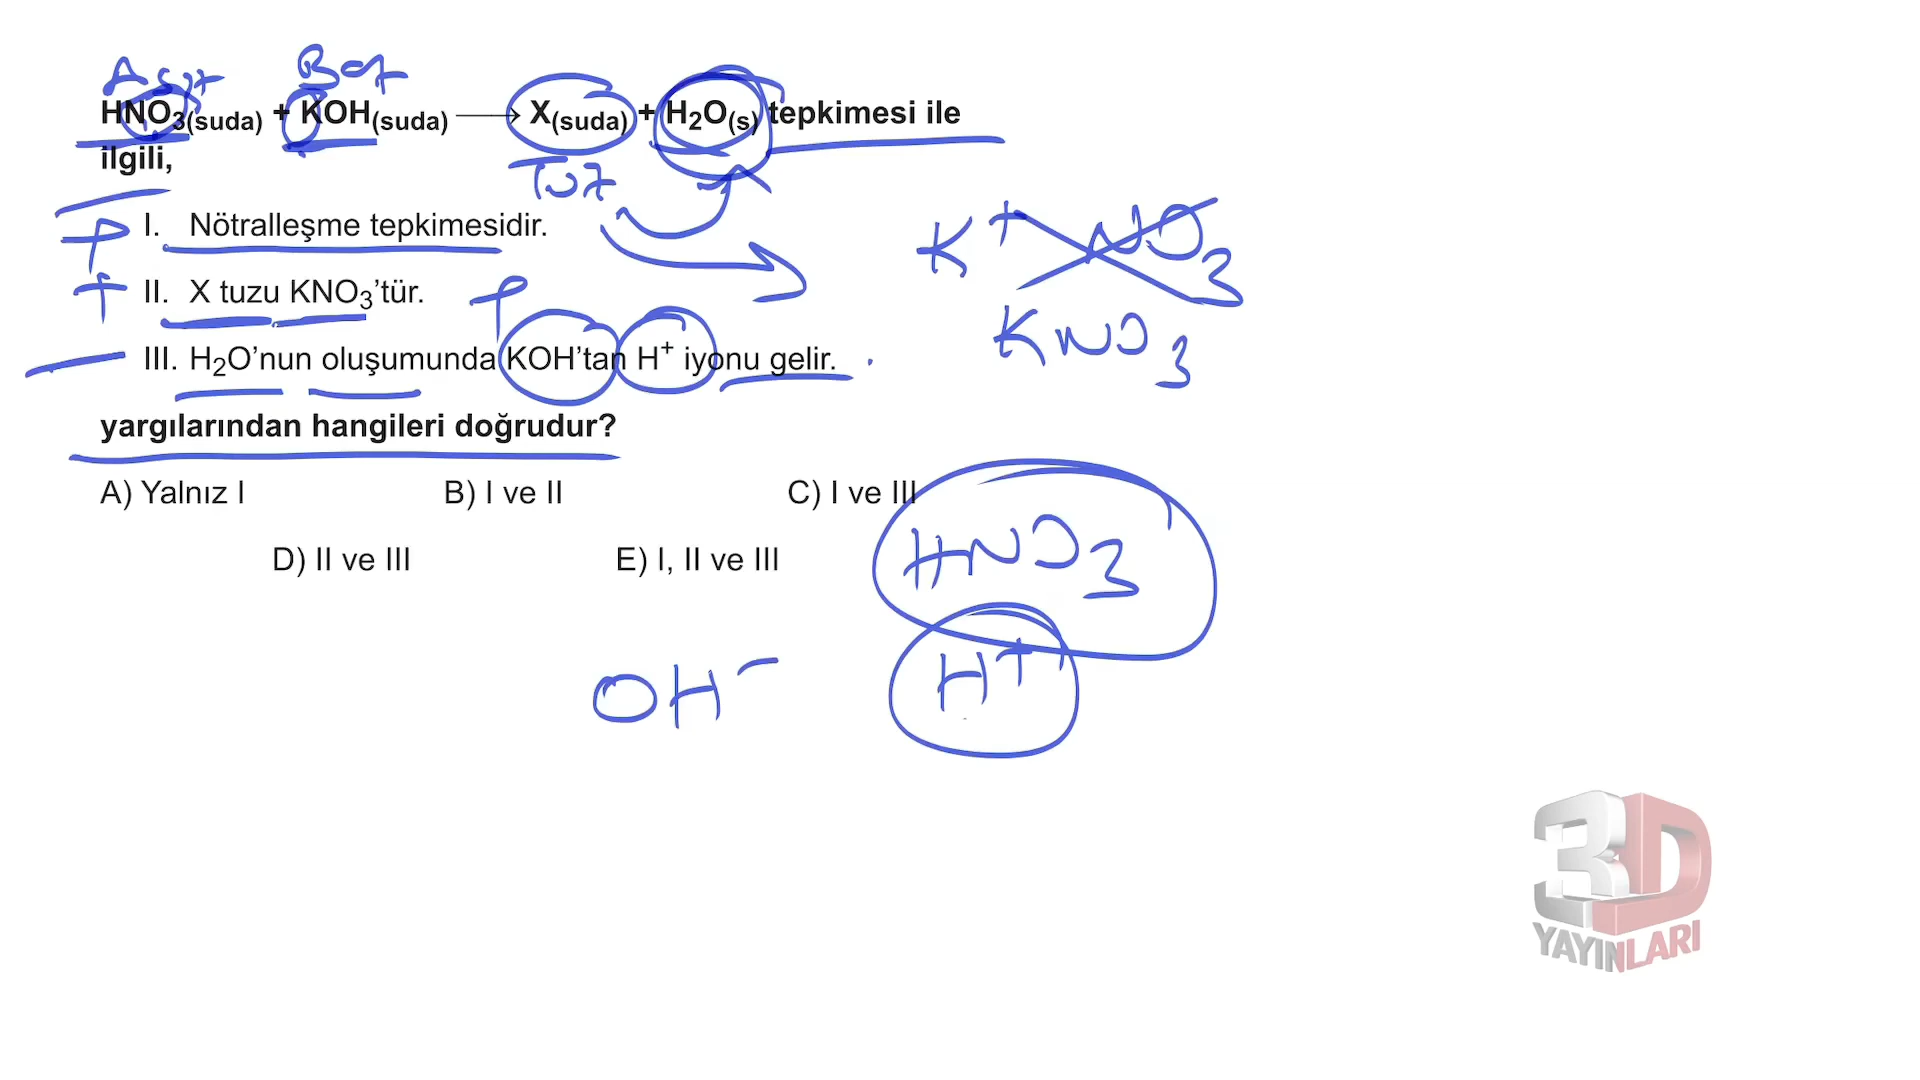 Asit Baz
HNO₃(suda) + KOH(suda) ⟶ X(suda) + H₂O(s) tepkimesi ile
ilgili,
Tuz
I. Nötralleşme tepkimesidir.
K⁺ NO₃
II. X tuzu KNO₃’tür.
KNO₃
III. H₂O’nun oluşumunda KOH’tan H⁺ iyonu gelir.
yargılarından hangileri doğrudur?
A) Yalnız I B) I ve II C) I ve III
HNO₃
D) II ve III E) I, II ve III
OH⁻ H⁺
3D
YAYINLARI